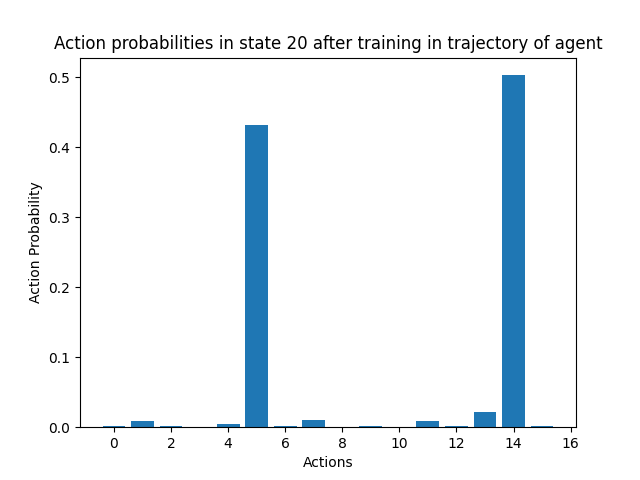 Action probabilities in state 20 after training in trajectory of agent
Action Probability
0.5
0.4
0.3
0.2
0.1
0.0
0 2 4 6 8 10 12 14 16
Actions